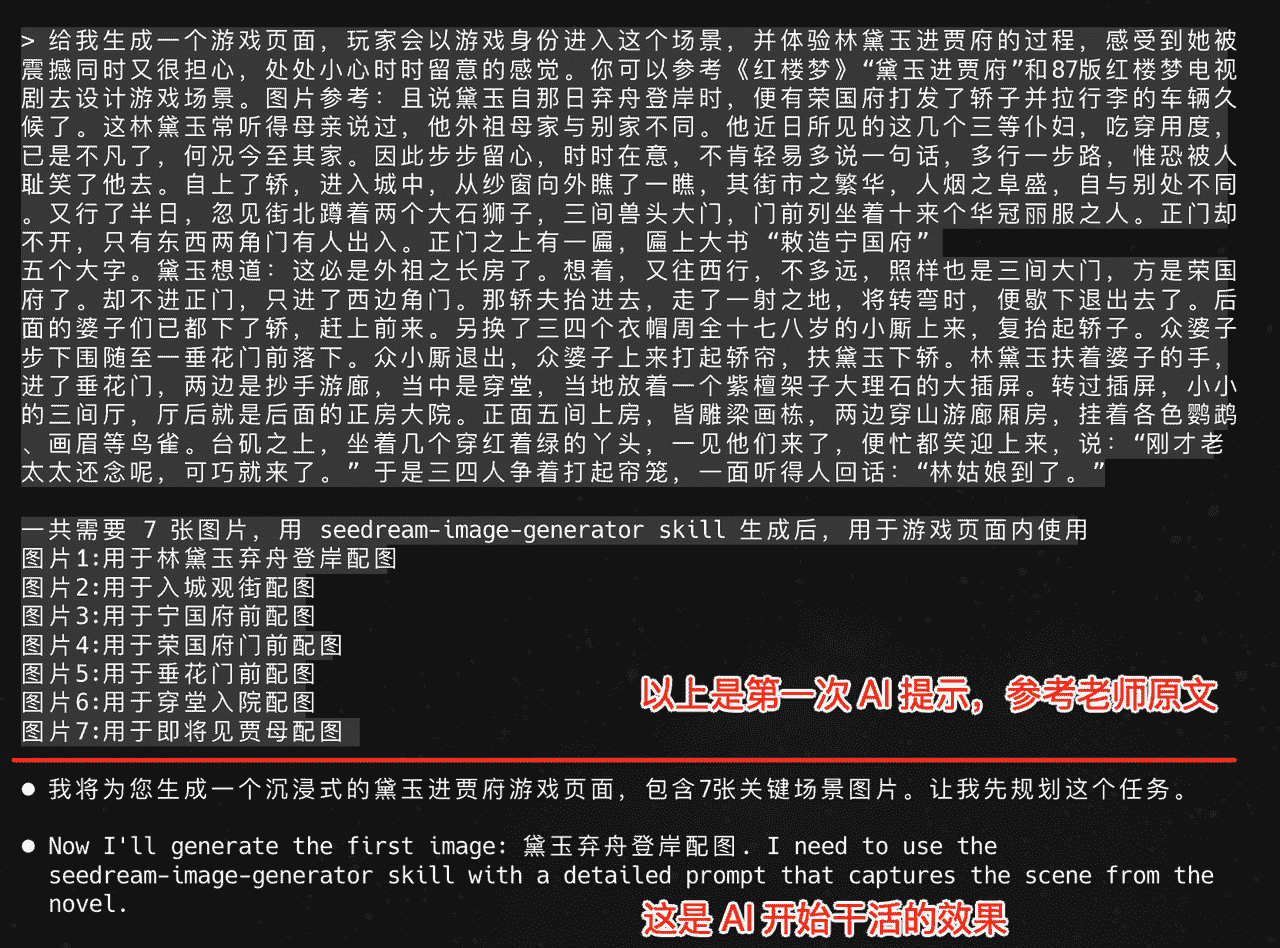 > 给我生成一个游戏页面，玩家会以游戏身份进入这个场景，并体验林黛玉进贾府的过程，感受到她被
震撼同时又很担心，处处小心时时留意的感觉。你可以参考《红楼梦》“黛玉进贾府”和87版红楼梦电视
剧去设计游戏场景。图片参考：且说黛玉自那日弃舟登岸时，便有荣国府打发了轿子并拉行李的车辆久
候了。这林黛玉常听得母亲说过，他外祖母家与别家不同。他近日所见的这几个三等仆妇，吃穿用度，
已是不凡了，何况今至其家。因此步步留心，时时在意，不肯轻易多说一句话，多行一步路，惟恐被人
耻笑了他去。自上了轿，进入城中，从纱窗向外瞧了一瞧，其街市之繁华，人烟之阜盛，自与别处不同
。又行了半日，忽见街北蹲着两个大石狮子，三间兽头大门，门前列坐着十来个华冠丽服之人。正门却
不开，只有东西两角门有人出入。正门之上有一匾，匾上大书 “敕造宁国府”
五个大字。黛玉想道：这必是外祖之长房了。想着，又往西行，不多远，照样也是三间大门，方是荣国
府了。却不进正门，只进了西边角门。那轿夫抬进去，走了一射之地，将转弯时，便歇下退出去了。后
面的婆子们已都下了轿，赶上前来。另换了三四个衣帽周全十七八岁的小厮上来，复抬起轿子。众婆子
步下围随至一垂花门前落下。众小厮退出，众婆子上来打起轿帘，扶黛玉下轿。林黛玉扶着婆子的手，
进了垂花门，两边是抄手游廊，当中是穿堂，当地放着一个紫檀架子大理石的大插屏。转过插屏，小小
的三间厅，厅后就是后面的正房大院。正面五间上房，皆雕梁画栋，两边穿山游廊厢房，挂着各色鹦鹉
、画眉等鸟雀。台矶之上，坐着几个穿红着绿的丫头，一见他们来了，便忙都笑迎上来，说：“刚才老
太太还念呢，可巧就来了。” 于是三四人争着打起帘笼，一面听得人回话：“林姑娘到了。”
一共需要 7 张图片，用 seedream-image-generator skill 生成后，用于游戏页面内使用
图片1:用于林黛玉弃舟登岸配图
图片2:用于入城观街配图
图片3:用于宁国府前配图
图片4:用于荣国府门前配图
图片5:用于垂花门前配图
图片6:用于穿堂入院配图
图片7:用于即将见贾母配图
以上是第一次 AI 提示，参考老师原文
● 我将为您生成一个沉浸式的黛玉进贾府游戏页面，包含7张关键场景图片。让我先规划这个任务。
● Now I'll generate the first image: 黛玉弃舟登岸配图. I need to use the
seedream-image-generator skill with a detailed prompt that captures the scene from the
novel.
这是 AI 开始干活的效果